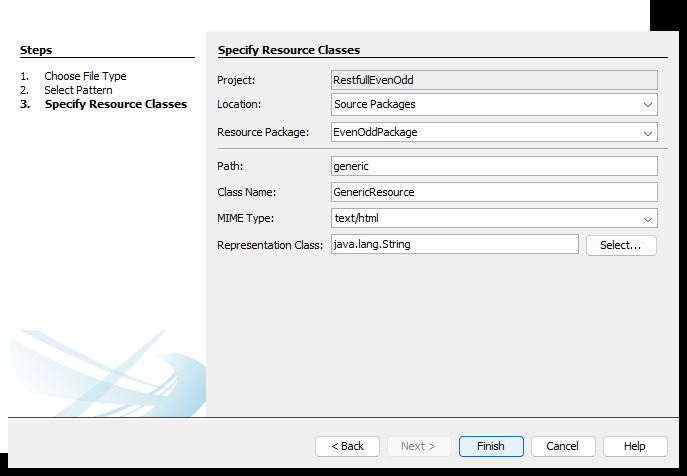 Steps
1. Choose File Type
2. Select Pattern
3. Specify Resource Classes
Specify Resource Classes
Project: RestfullEvenOdd
Location: Source Packages
Resource Package: EvenOddPackage
Path: generic
Class Name: GenericResource
MIME Type: text/html
Representation Class: java.lang.String Select...
< Back Next > Finish Cancel Help